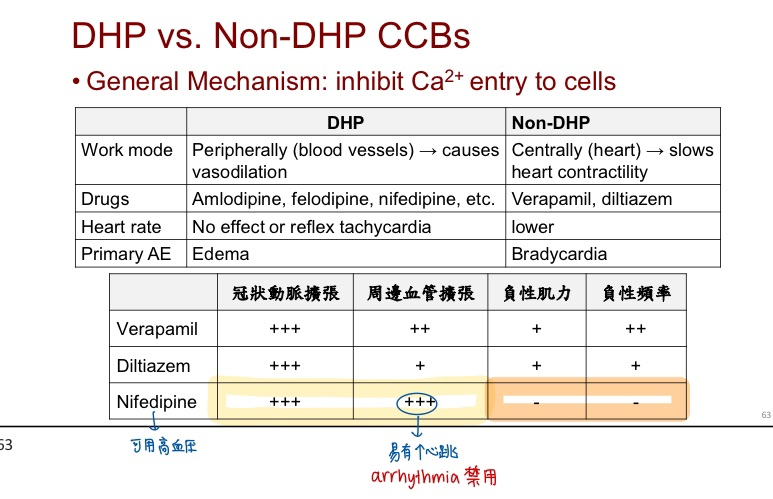 DHP vs. Non-DHP CCBs
• General Mechanism: inhibit Ca²⁺ entry to cells
DHP Non-DHP
Work mode Peripherally (blood vessels) → causes vasodilation Centrally (heart) → slows heart contractility
Drugs Amlodipine, felodipine, nifedipine, etc. Verapamil, diltiazem
Heart rate No effect or reflex tachycardia lower
Primary AE Edema Bradycardia
冠狀動脈擴張 周邊血管擴張 負性肌力 負性頻率
Verapamil +++ ++ + ++
Diltiazem +++ + + +
Nifedipine +++ +++ - -
63
63
可用高血壓
易有个心跳
arrhythmia 禁用